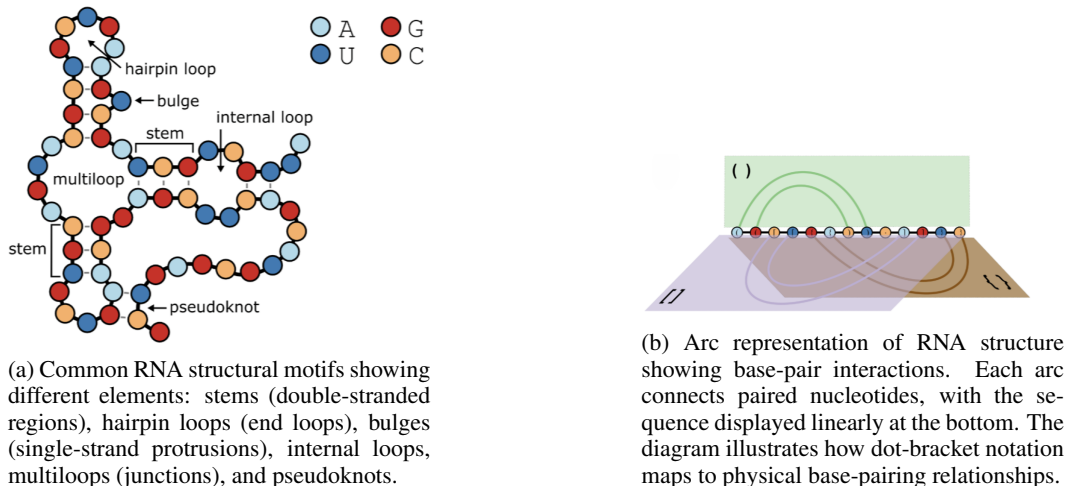 A G
U C
hairpin loop
bulge
internal loop
stem
multiloop
stem
pseudoknot
(a) Common RNA structural motifs showing
different elements: stems (double-stranded
regions), hairpin loops (end loops), bulges
(single-strand protrusions), internal loops,
multiloops (junctions), and pseudoknots.
( )
[ ]
{ }
(b) Arc representation of RNA structure
showing base-pair interactions. Each arc
connects paired nucleotides, with the se-
quence displayed linearly at the bottom. The
diagram illustrates how dot-bracket notation
maps to physical base-pairing relationships.